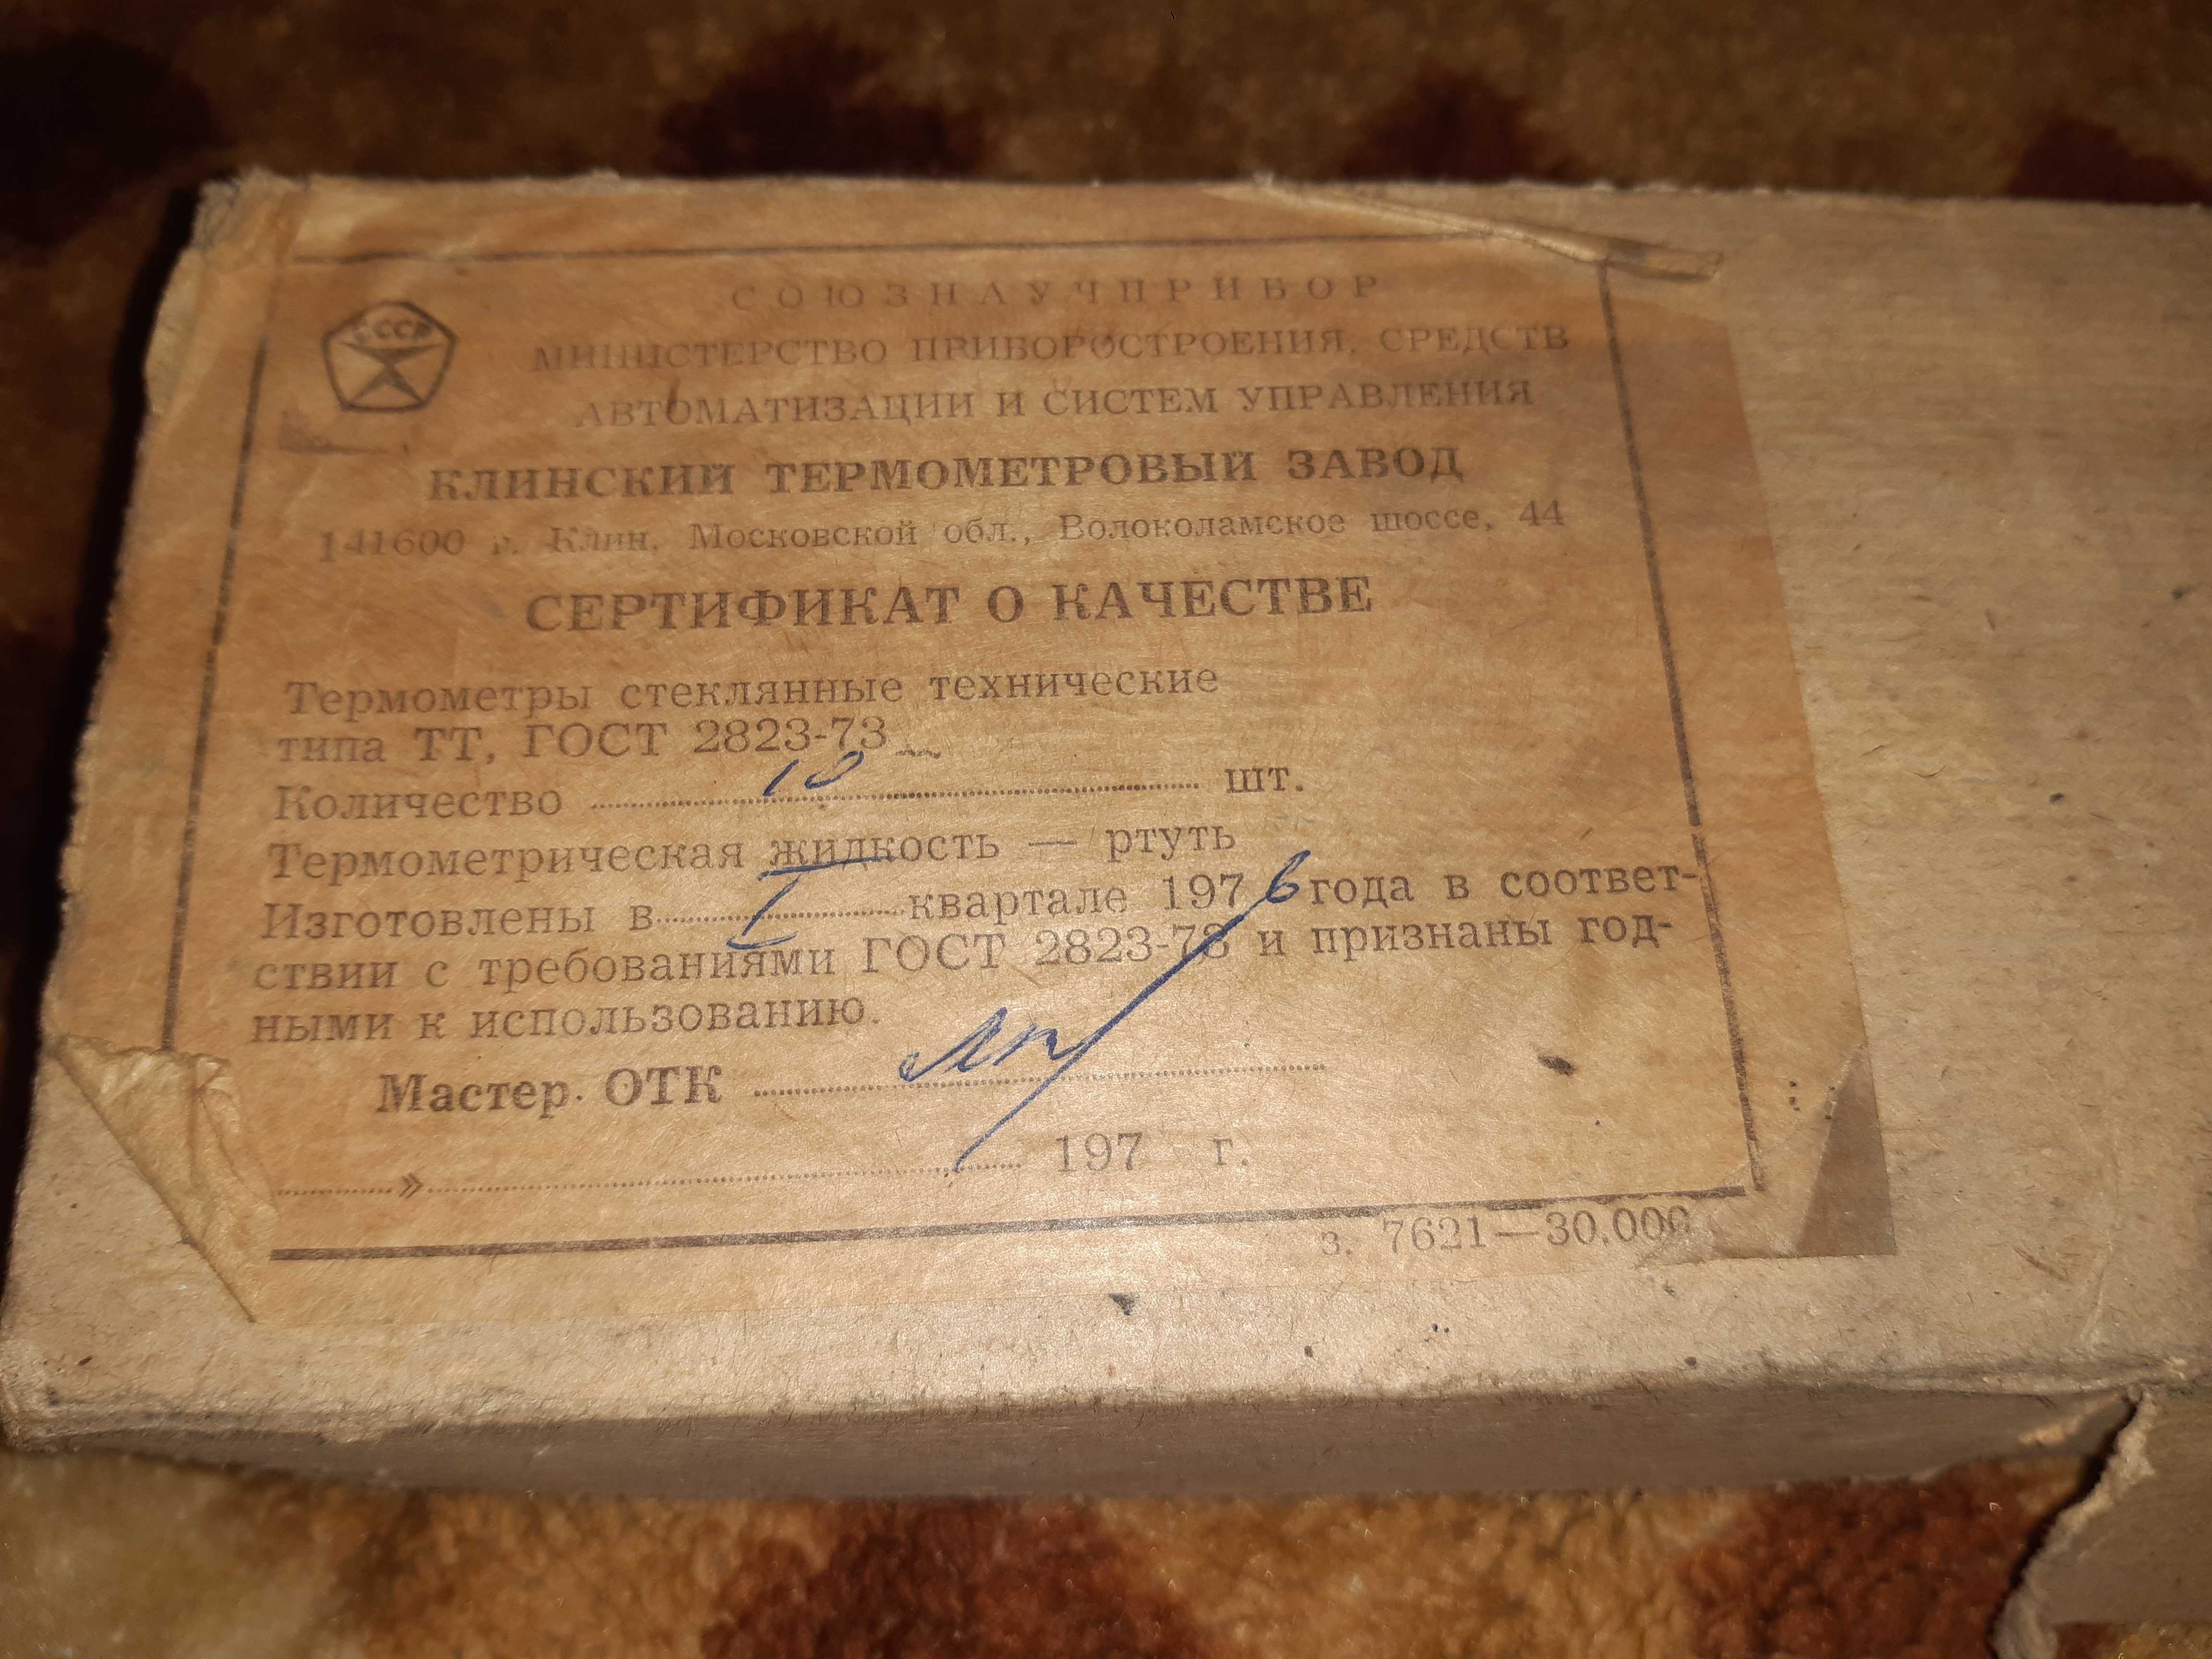 СССР
СОЮЗНАУЧПРИБОР
МИНИСТЕРСТВО ПРИБОРОСТРОЕНИЯ, СРЕДСТВ
АВТОМАТИЗАЦИИ И СИСТЕМ УПРАВЛЕНИЯ
КЛИНСКИЙ ТЕРМОМЕТРОВЫЙ ЗАВОД
141600 г. Клин, Московской обл., Волоколамское шоссе, 44
СЕРТИФИКАТ О КАЧЕСТВЕ
Термометры стеклянные технические
типа ТТ, ГОСТ 2823-73
Количество 10 шт.
Термометрическая жидкость — ртуть
Изготовлены в I квартале 1976 года в соответ-
ствии с требованиями ГОСТ 2823-73 и признаны год-
ными к использованию.
Мастер ОТК
» 197 г.
з. 7621—30.000